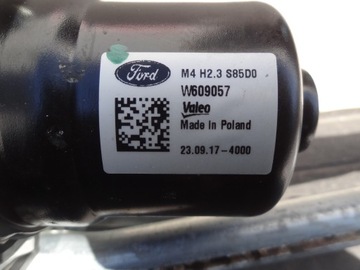 Ford
M4 H2.3 S85D0
W609057
Valeo
Made In Poland
23.09.17-4000